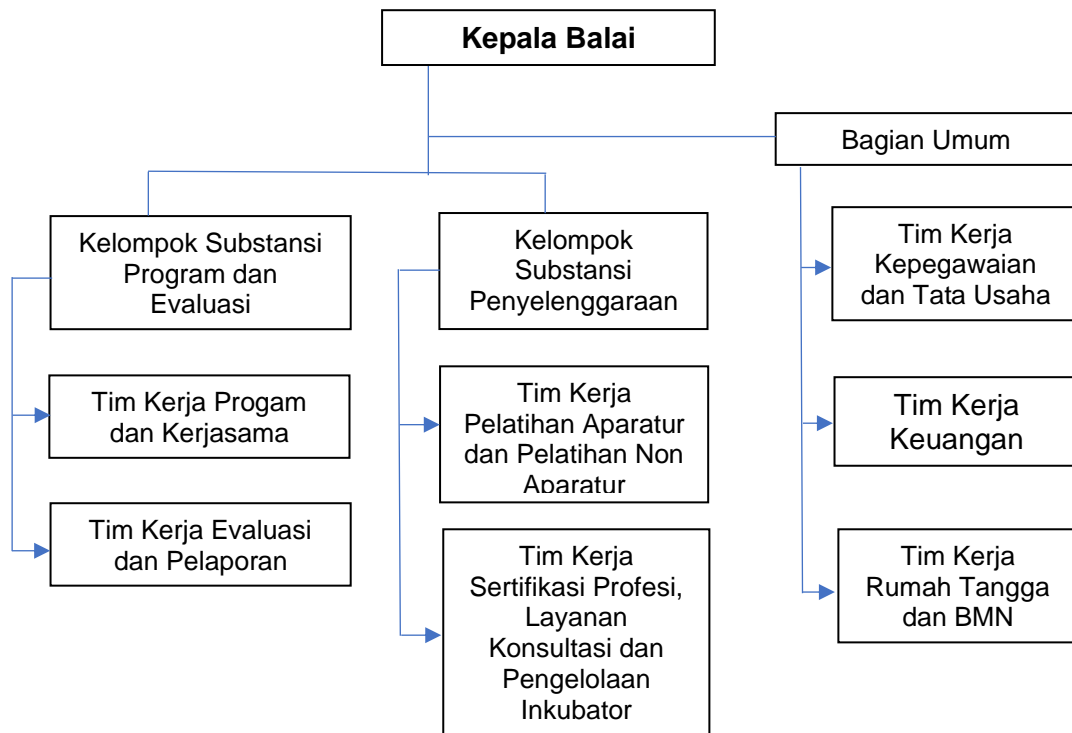 Kepala Balai
Bagian Umum
Kelompok Substansi
Program dan
Evaluasi
Kelompok
Substansi
Penyelenggaraan
Tim Kerja
Kepegawaian
dan Tata Usaha
Tim Kerja Progam
dan Kerjasama
Tim Kerja
Pelatihan Aparatur
dan Pelatihan Non
Aparatur
Tim Kerja
Keuangan
Tim Kerja Evaluasi
dan Pelaporan
Tim Kerja
Sertifikasi Profesi,
Layanan
Konsultasi dan
Pengelolaan
Inkubator
Tim Kerja
Rumah Tangga
dan BMN